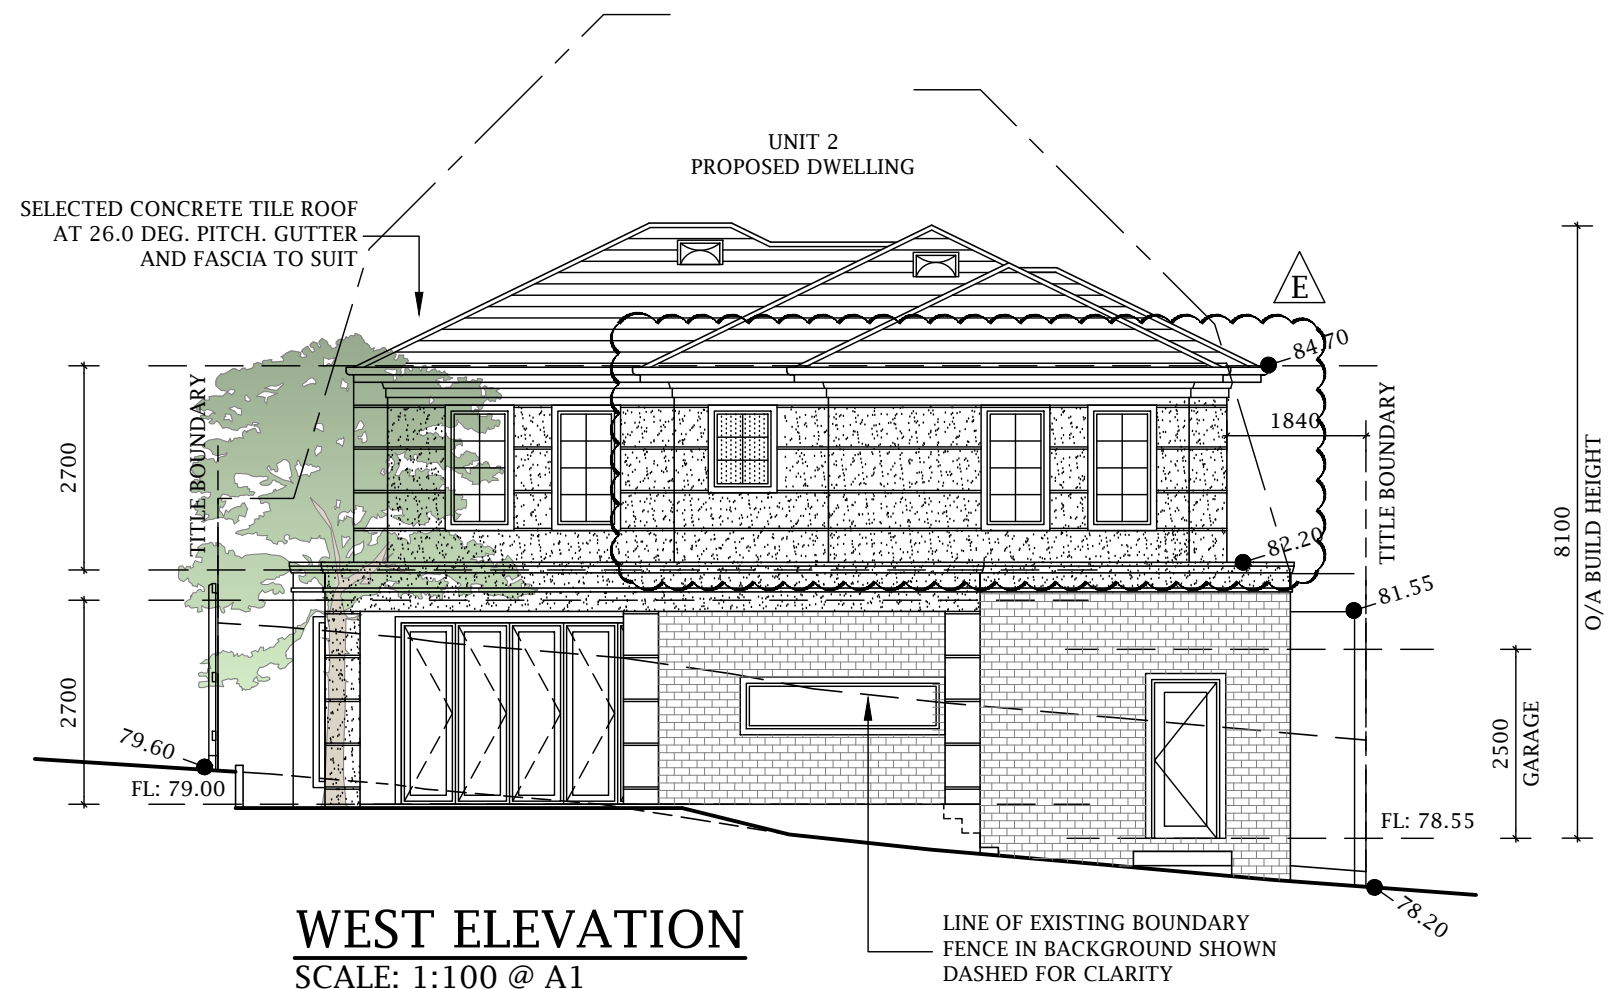 UNIT 2
PROPOSED DWELLING
SELECTED CONCRETE TILE ROOF
AT 26.0 DEG. PITCH. GUTTER
AND FASCIA TO SUIT
E
84.70
TITLE BOUNDARY
1840
TITLE BOUNDARY
2700
8100
O/A BUILD HEIGHT
82.20
81.55
2700
79.60
FL: 79.00
2500
GARAGE
FL: 78.55
78.20
WEST ELEVATION
SCALE: 1:100 @ A1
LINE OF EXISTING BOUNDARY
FENCE IN BACKGROUND SHOWN
DASHED FOR CLARITY